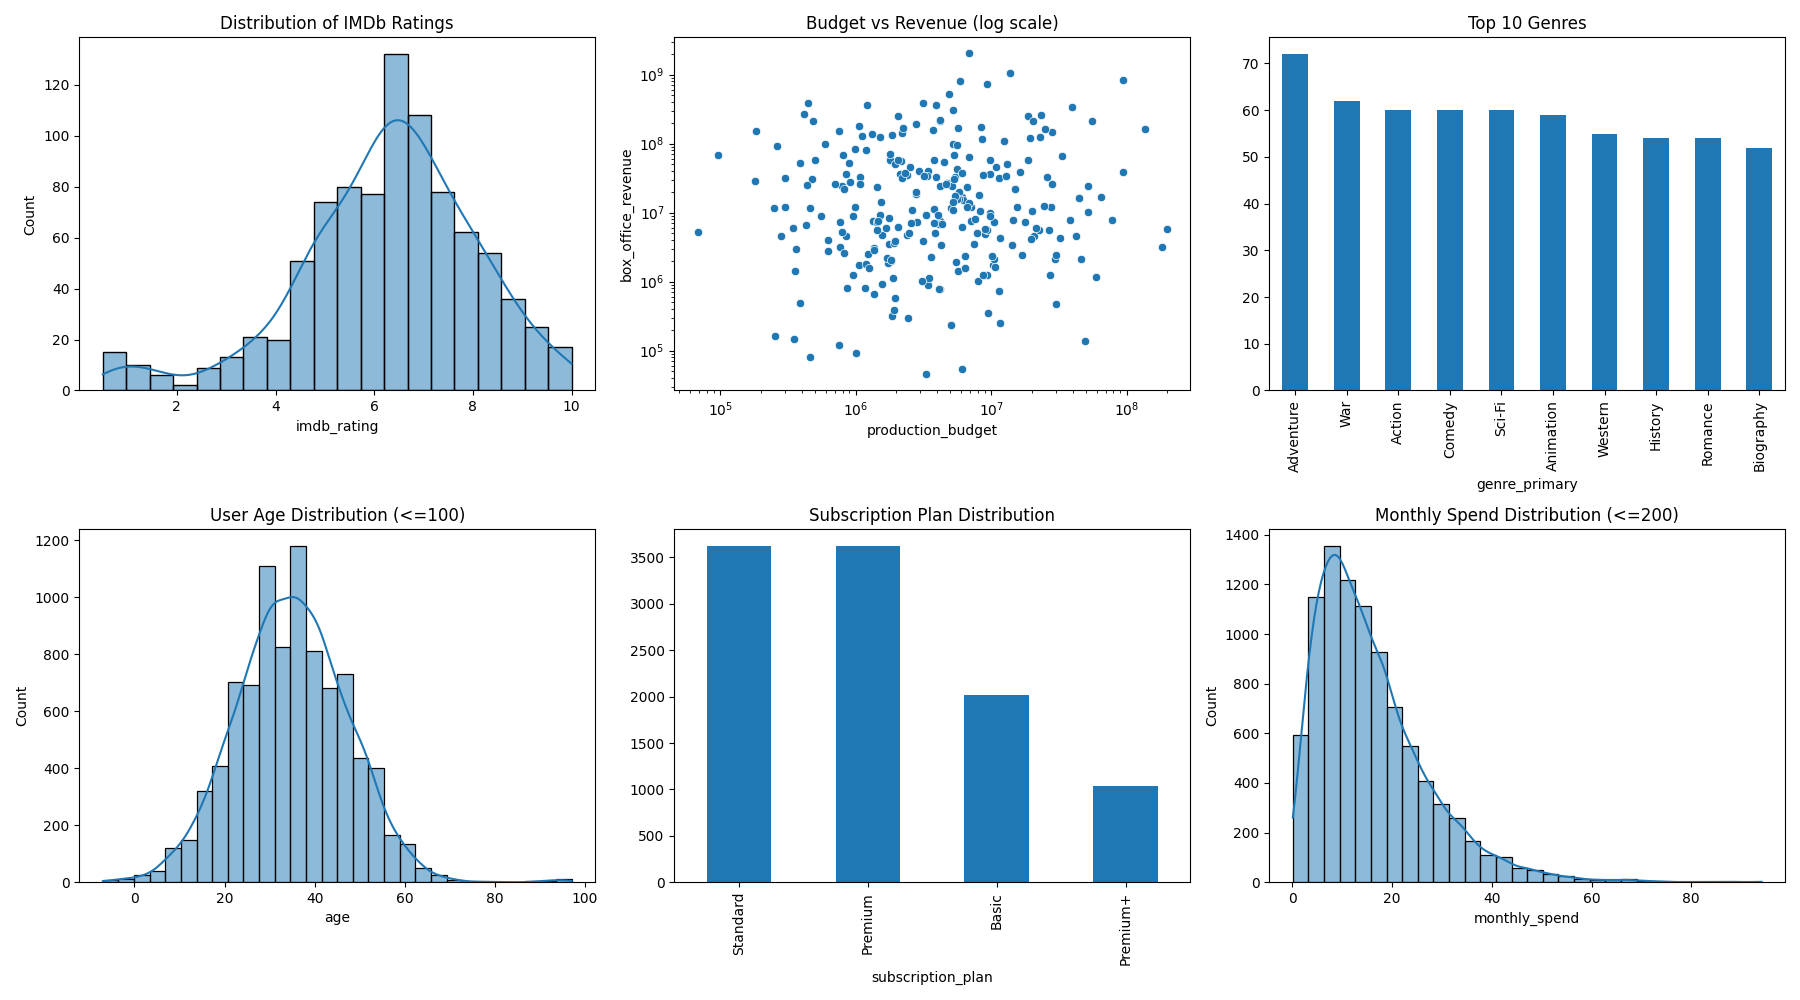 Distribution of IMDb Ratings
Count
120
100
80
60
40
20
0
2 4 6 8 10
imdb_rating
Budget vs Revenue (log scale)
box_office_revenue
10⁹
10⁸
10⁷
10⁶
10⁵
10⁵ 10⁶ 10⁷ 10⁸
production_budget
Top 10 Genres
70
60
50
40
30
20
10
0
Adventure
War
Action
Comedy
Sci-Fi
Animation
Western
History
Romance
Biography
genre_primary
User Age Distribution (<=100)
Count
1200
1000
800
600
400
200
0
0 20 40 60 80 100
age
Subscription Plan Distribution
3500
3000
2500
2000
1500
1000
500
0
Standard
Premium
Basic
Premium+
subscription_plan
Monthly Spend Distribution (<=200)
Count
1400
1200
1000
800
600
400
200
0
0 20 40 60 80
monthly_spend